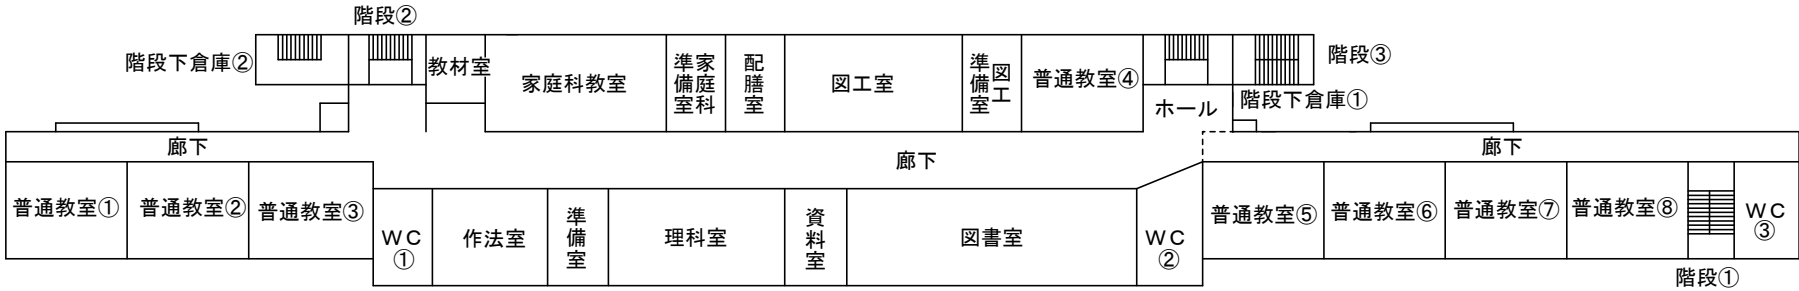 階段②
階段下倉庫②
教材室
家庭科教室
家庭科
準備室
配膳室
図工室
図工
準備室
普通教室④
階段③
ホール
階段下倉庫①
廊下
廊下
廊下
普通教室①
普通教室②
普通教室③
WC
①
作法室
準備室
理科室
資料室
図書室
WC
②
普通教室⑤
普通教室⑥
普通教室⑦
普通教室⑧
WC
③
階段①